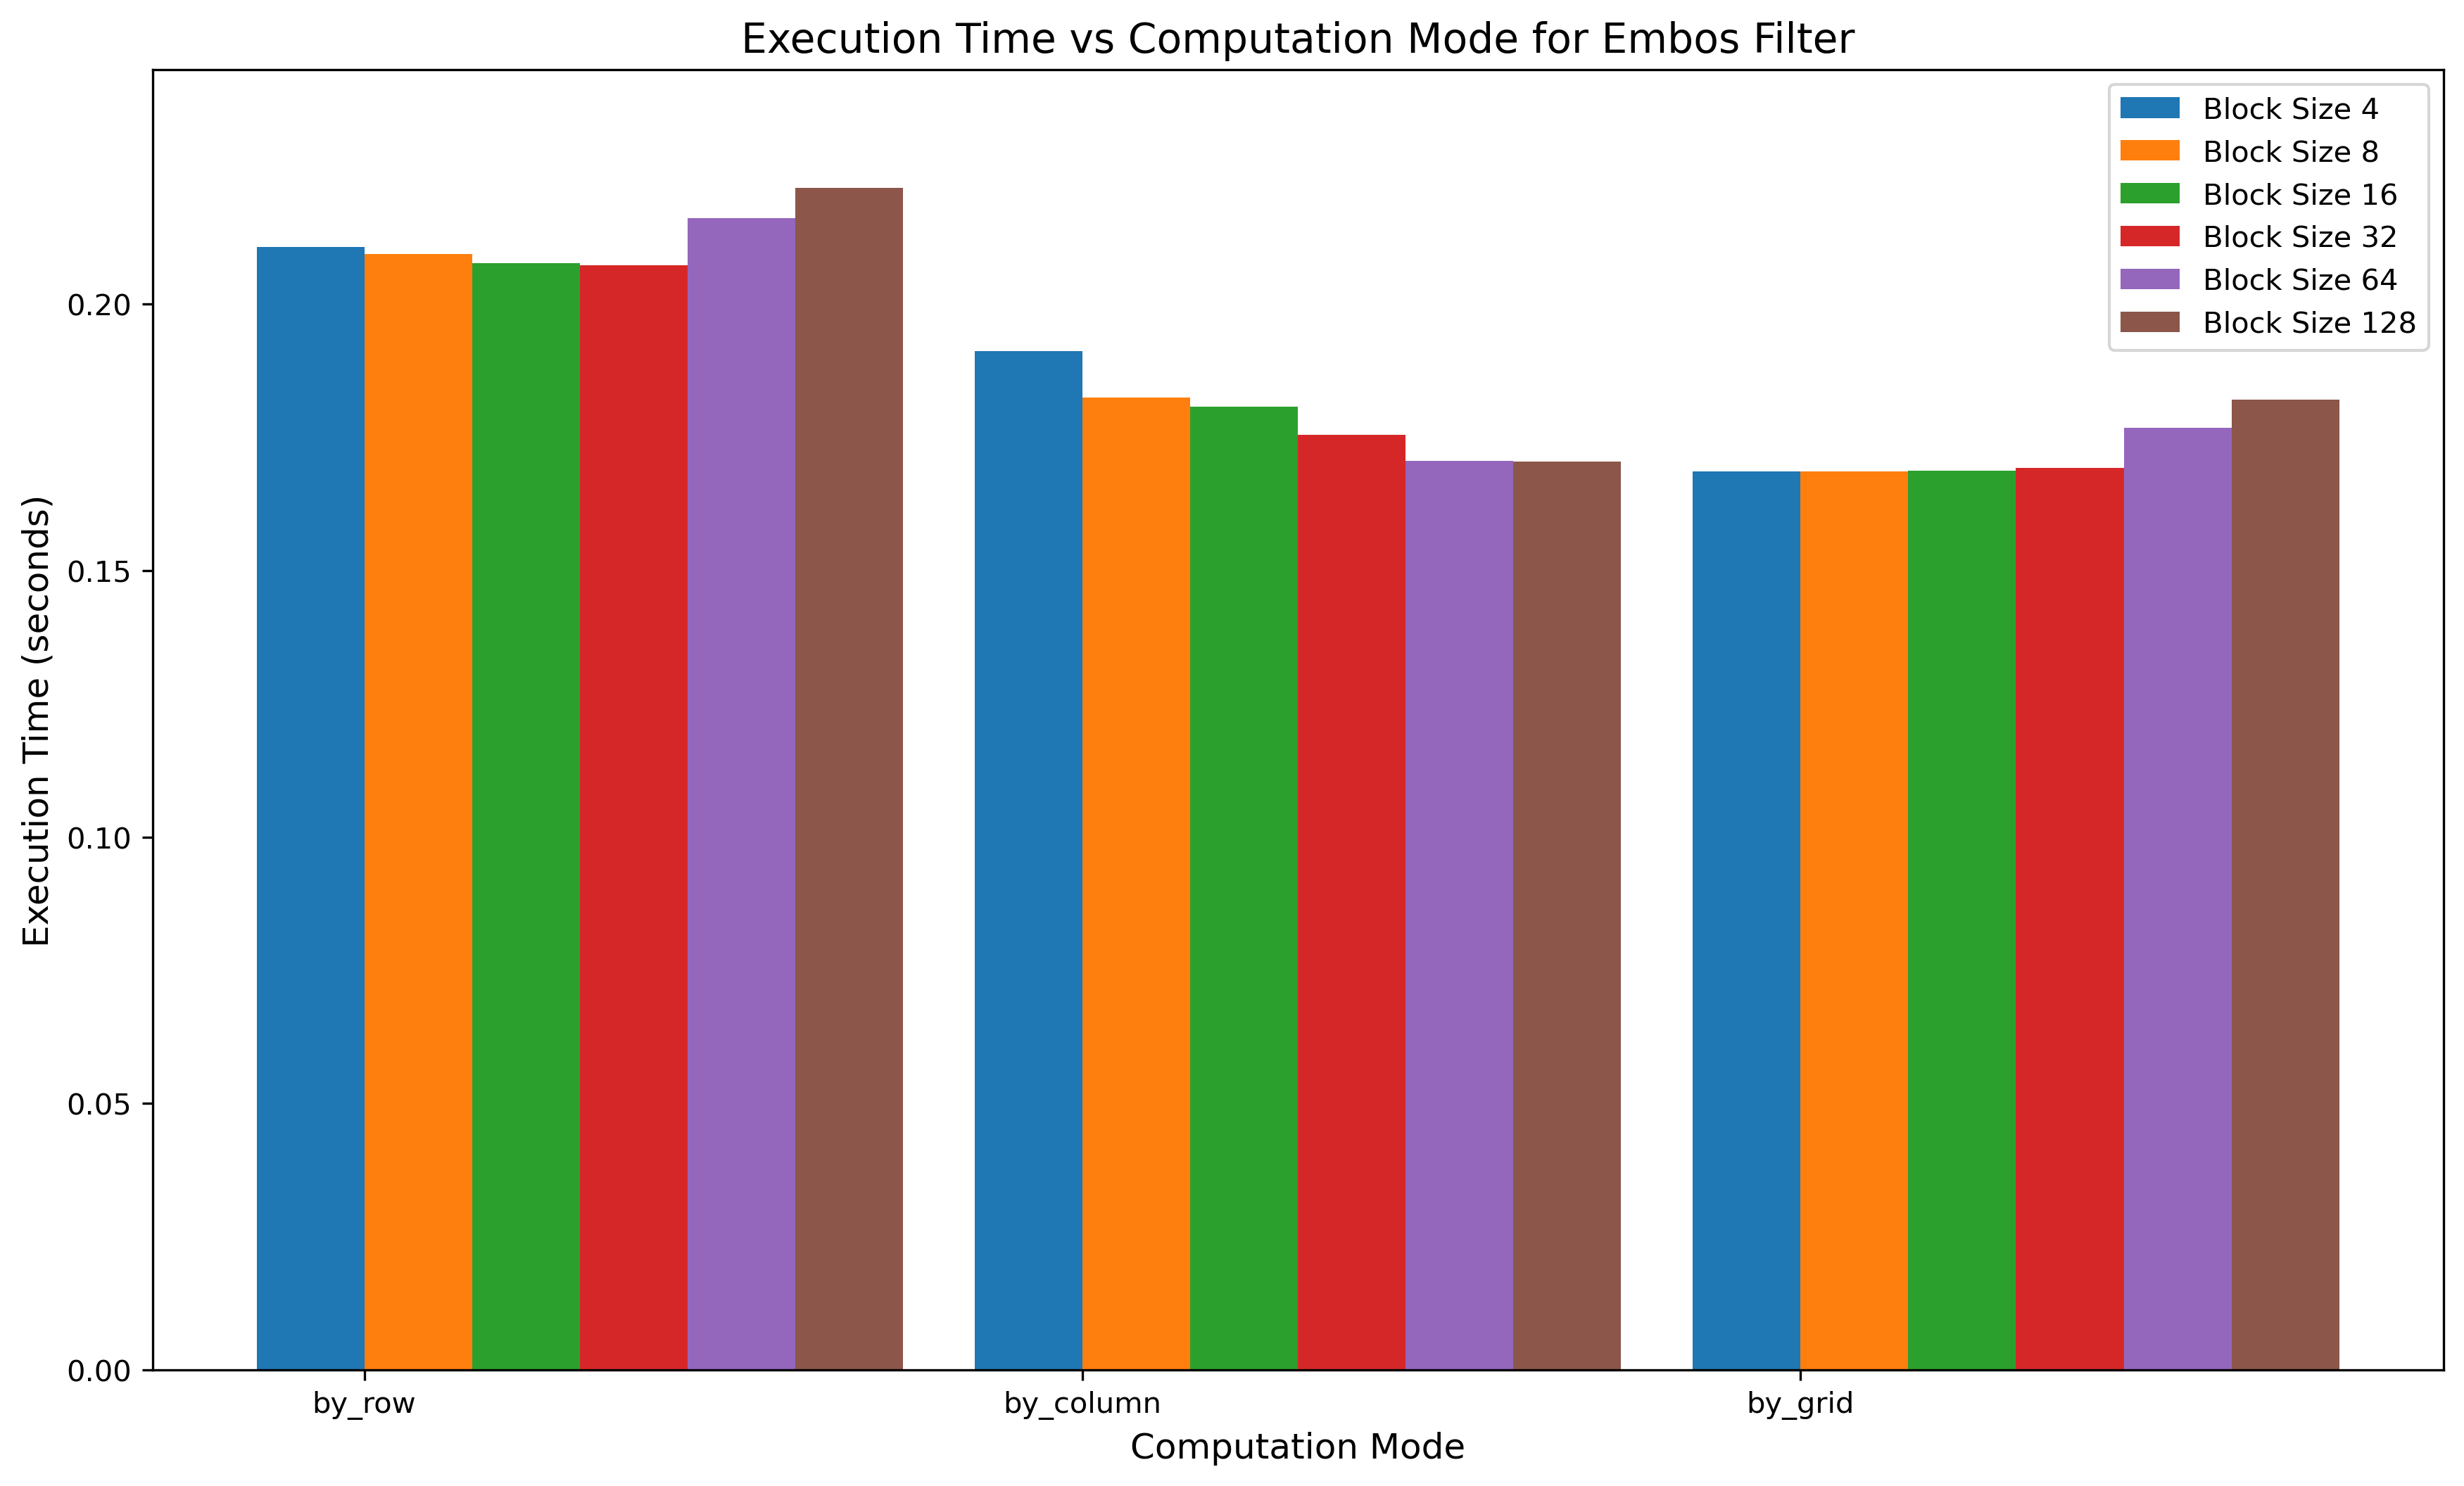 Execution Time vs Computation Mode for Embos Filter
Block Size 4
Block Size 8
Block Size 16
Block Size 32
Block Size 64
Block Size 128
Execution Time (seconds)
0.20
0.15
0.10
0.05
0.00
by_row
by_column
by_grid
Computation Mode